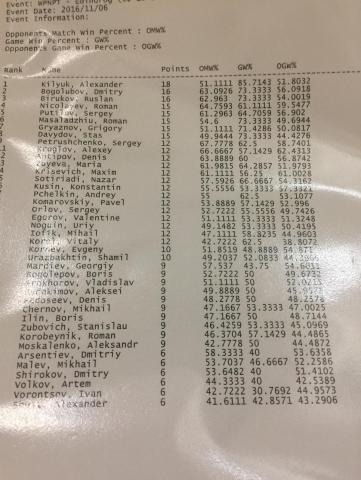 Event: WPNPT -
Event Date: 2016/11/06
Event Information:
Opponents Match Win Percent : OMW%
Game Win Percent : GW%
Opponents Game Win Percent : OGW%
Rank Name Points OMW% GW% OGW%
1 Kilyuk, Alexander 18 51.1111 85.7143 51.8032
Bogolubov, Dmitry 16 63.0926 73.3333 56.0918
Birukov, Ruslan 16 62.963 73.3333 54.0019
Nicolayev, Roman 15 64.7593 61.1111 59.5477
Putilov, Sergey 15 61.2963 64.7059 56.902
Masaladzhiu, Roman 15 54.6 73.3333 49.6944
Gryaznov, Grigory 15 51.1111 71.4286 50.0817
Davydov, Stas 15 49.9444 73.3333 44.4276
Petrushchenko, Sergey 12 67.7778 62.5 58.7401
Kroglov, Alexey 12 66.6667 57.1429 62.4313
Antipov, Denis 12 53.8889 60 56.8742
Zuyeva, Maria 12 61.9815 64.2857 51.9793
Krisevich, Maxim 12 61.1111 56.25 61.0028
Sotiriadi, Nazar 12 57.5926 66.6667 54.3162
Kusin, Konstantin 12 55.5556 53.3333 57.3321
Pchelkin, Andrey 12 55 62.5 53.1077
Komarovskiy, Pavel 12 53.8889 57.1429 52.996
Orlov, Sergey 12 52.7222 55.5556 49.7426
Egorov, Valentine 12 51.1111 53.3333 51.3248
Noguin, Uriy 12 49.1482 53.3333 50.4195
Iofik, Mihail 12 47.1111 58.8235 44.9603
Korel, Vitaly 12 42.7222 62.5 38.8072
Kornev, Evgeny 10 51.8519 48.8889
Urazbakhtin, Shamil 10 49.2037 52.0833
Mardiev, Georgiy 9 57.537 43.75 54.6011
Bogolepov, Boris 9 52.7222 50 49.6732
Prokhorov, Vladislav 9 51.1111 50 52.0215
Abrakimov, Aleksei 9 49.8889 50
Fedoseev, Denis 9 48.2778 50 48.2578
Chernov, Mikhail 9 47.1667 53.3333 47.0025
Ilin, Boris 9 47.1667 50 48.7144
Zubovich, Stanislau 9 46.4259 53.3333 45.0969
Korobeynik, Roman 9 46.3704 57.1429 44.4865
Moskalenko, Aleksandr 9 42.7778 50 44.4872
Arsentiev, Dmitriy 6 58.3333 40 53.6358
Malev, Mikhail 6 53.7037 46.6667 52.2586
Shirokov, Dmitry 6 53.6482 40 51.4102
Volkov, Artem 6 44.3333 40 42.5389
Vorontsov, Ivan 6 42.7222 30.7692 44.9573
Alexander 6 41.6111 42.8571 43.2906